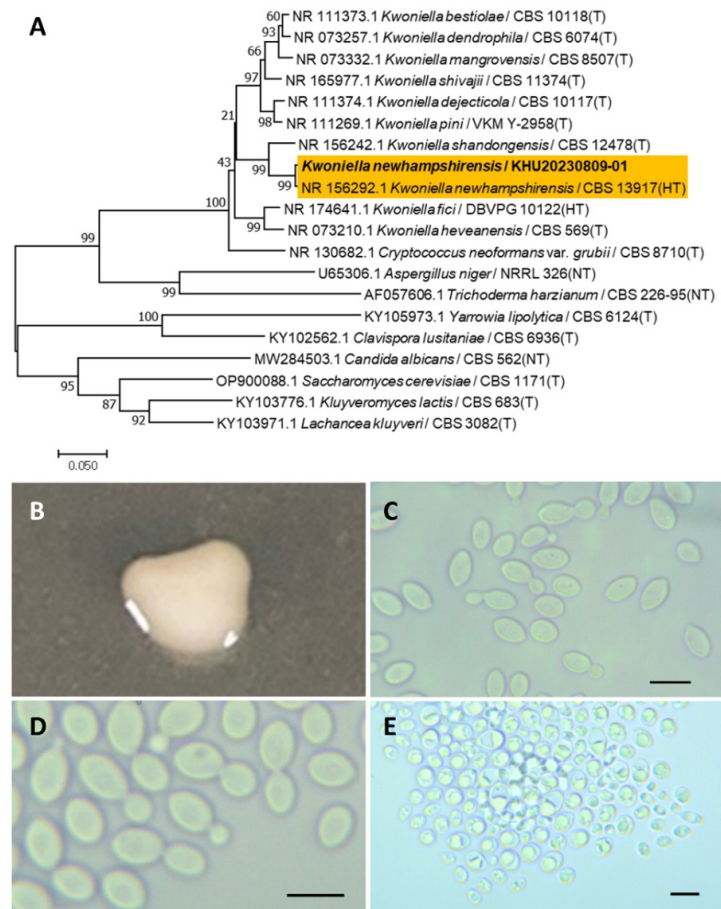 A
NR 111373.1 Kwoniella bestiolae / CBS 10118(T)
NR 073257.1 Kwoniella dendrophila / CBS 6074(T)
NR 073332.1 Kwoniella mangrovensis / CBS 8507(T)
NR 165977.1 Kwoniella shivajii / CBS 11374(T)
NR 111374.1 Kwoniella dejecticola / CBS 10117(T)
NR 111269.1 Kwoniella pini / VKM Y-2958(T)
NR 156242.1 Kwoniella shandongensis / CBS 12478(T)
Kwoniella newhampshirensis / KHU20230809-01
NR 156292.1 Kwoniella newhampshirensis / CBS 13917(HT)
NR 174641.1 Kwoniella fici / DBVPG 10122(HT)
NR 073210.1 Kwoniella heveanensis / CBS 569(T)
NR 130682.1 Cryptococcus neoformans var. grubii / CBS 8710(T)
U65306.1 Aspergillus niger / NRRL 326(NT)
AF057606.1 Trichoderma harzianum / CBS 226-95(NT)
KY105973.1 Yarrowia lipolytica / CBS 6124(T)
KY102562.1 Clavispora lusitaniae / CBS 6936(T)
MW284503.1 Candida albicans / CBS 562(NT)
OP900088.1 Saccharomyces cerevisiae / CBS 1171(T)
KY103776.1 Kluyveromyces lactis / CBS 683(T)
KY103971.1 Lachancea kluyveri / CBS 3082(T)
60
93
66
97
98
21
99
99
43
99
100
99
99
100
95
87
92
0.050
B
C
D
E